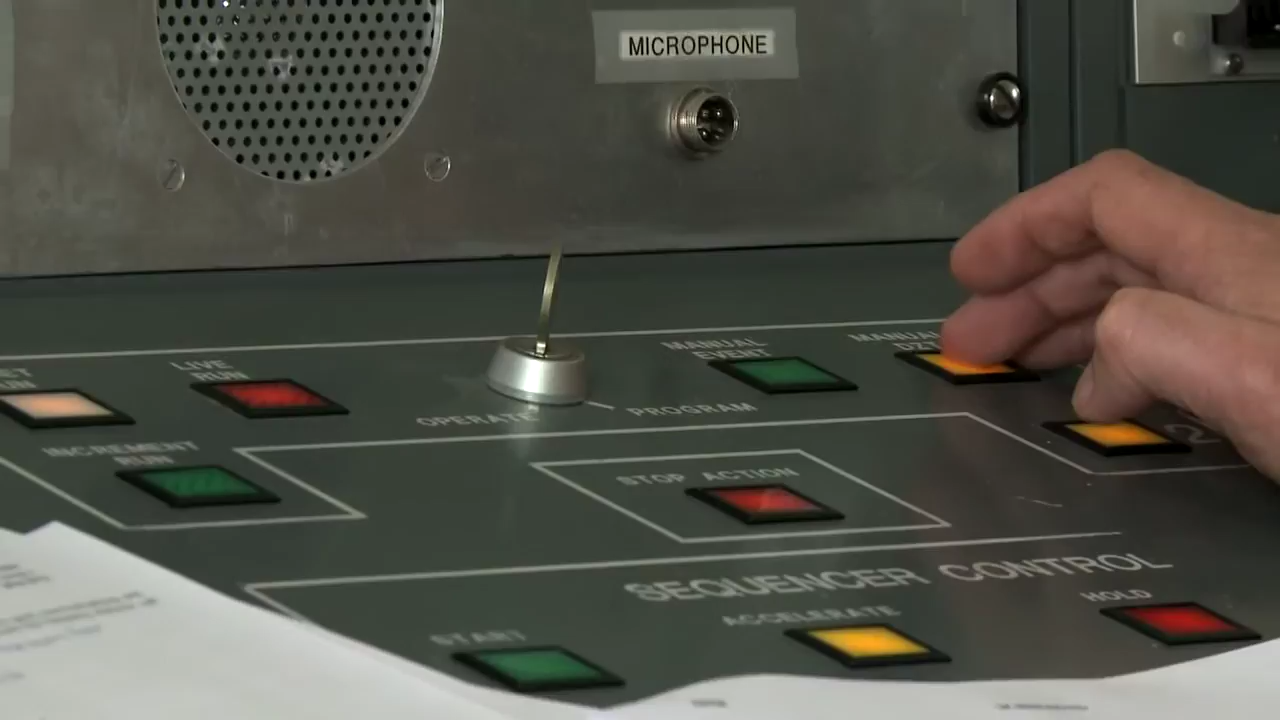 MICROPHONE
LIVE
RUN
MANUAL
EVENT
MANUAL
OPERATE
PROGRAM
INCREMENT
RUN
STOP ACTION
SEQUENCER CONTROL
START
ACCELERATE
HOLD